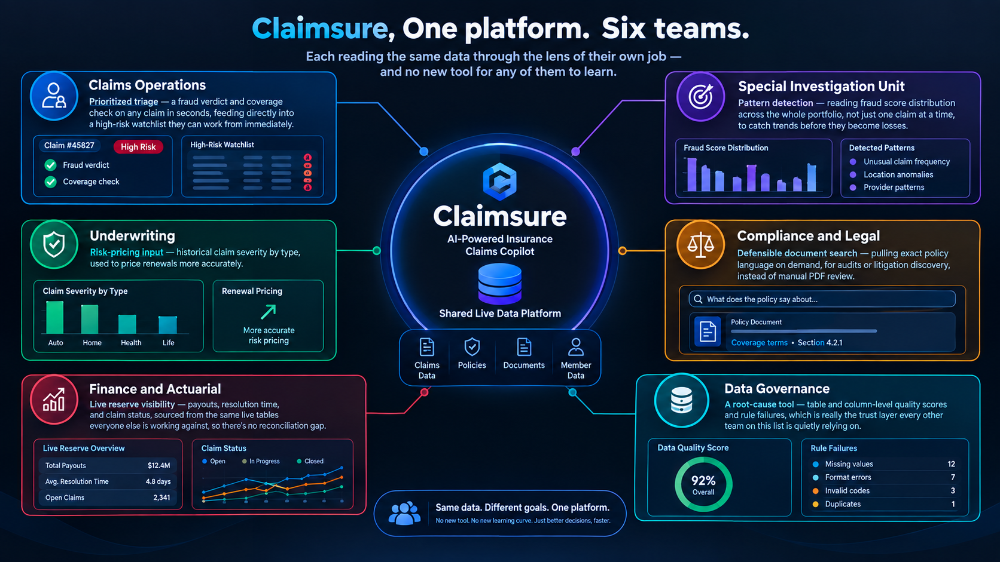 Claimsure, One platform. Six teams.
Each reading the same data through the lens of their own job —
and no new tool for any of them to learn.
Claims Operations
Prioritized triage — a fraud verdict and coverage
check on any claim in seconds, feeding directly into
a high-risk watchlist they can work from immediately.
Claim #45827
High Risk
Fraud verdict
Coverage check
High-Risk Watchlist
Underwriting
Risk-pricing input — historical claim severity by type,
used to price renewals more accurately.
Claim Severity by Type
Auto
Home
Health
Life
Renewal Pricing
More accurate
risk pricing
Finance and Actuarial
Live reserve visibility — payouts, resolution time,
and claim status, sourced from the same live tables
everyone else is working against, so there's no reconciliation gap.
Live Reserve Overview
Total Payouts $12.4M
Avg. Resolution Time 4.8 days
Open Claims 2,341
Claim Status
Open
In Progress
Closed
Claimsure
AI-Powered Insurance
Claims Copilot
Shared Live Data Platform
Claims
Data
Policies
Documents
Member
Data
Same data. Different goals. One platform.
No new tool. No new learning curve. Just better decisions, faster.
Special Investigation Unit
Pattern detection — reading fraud score distribution
across the whole portfolio, not just one claim at a time,
to catch trends before they become losses.
Fraud Score Distribution
Detected Patterns
Unusual claim frequency
Location anomalies
Provider patterns
Compliance and Legal
Defensible document search — pulling exact policy
language on demand, for audits or litigation discovery,
instead of manual PDF review.
What does the policy say about...
Policy Document
Coverage terms • Section 4.2.1
Data Governance
A root-cause tool — table and column-level quality scores
and rule failures, which is really the trust layer every other
team on this list is quietly relying on.
Data Quality Score
92%
Overall
Rule Failures
Missing values 12
Format errors 7
Invalid codes 3
Duplicates 1